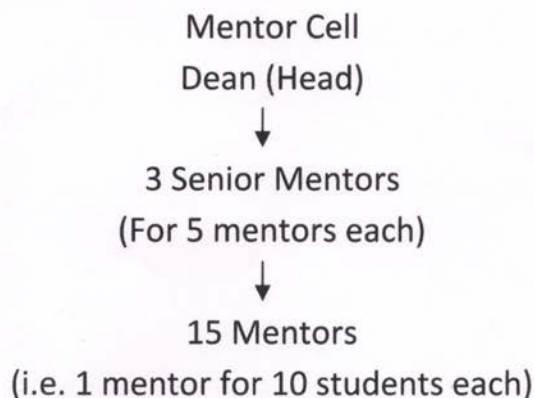 Mentor Cell
Dean (Head)
3 Senior Mentors
(For 5 mentors each)
15 Mentors
(i.e. 1 mentor for 10 students each)